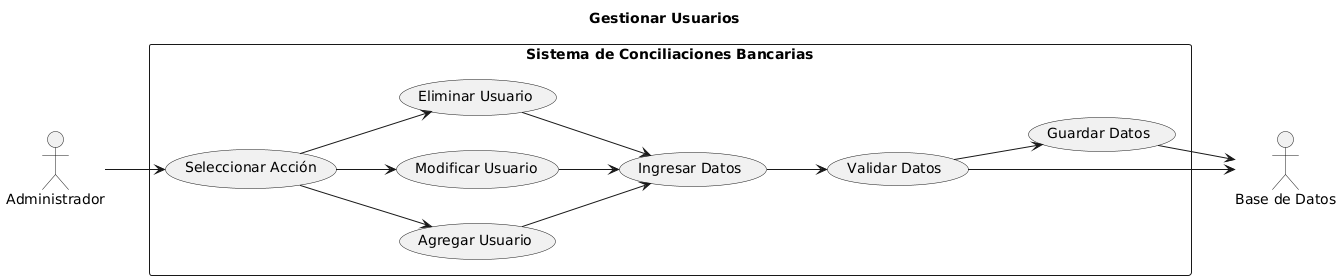 Gestionar Usuarios
Sistema de Conciliaciones Bancarias
Eliminar Usuario
Guardar Datos
Seleccionar Acción
Modificar Usuario
Ingresar Datos
Validar Datos
Administrador
Base de Datos
Agregar Usuario